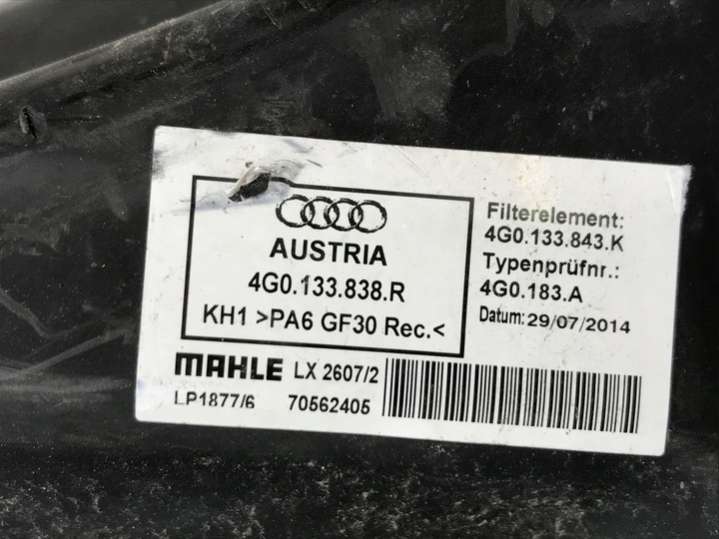 AUSTRIA
4G0.133.838.R
KH1 >PA6 GF30 Rec.<
Filterelement:
4G0.133.843.K
Typenprüfnr.:
4G0.183.A
Datum: 29/07/2014
MAHLE LX 2607/2
LP1877/6 70562405